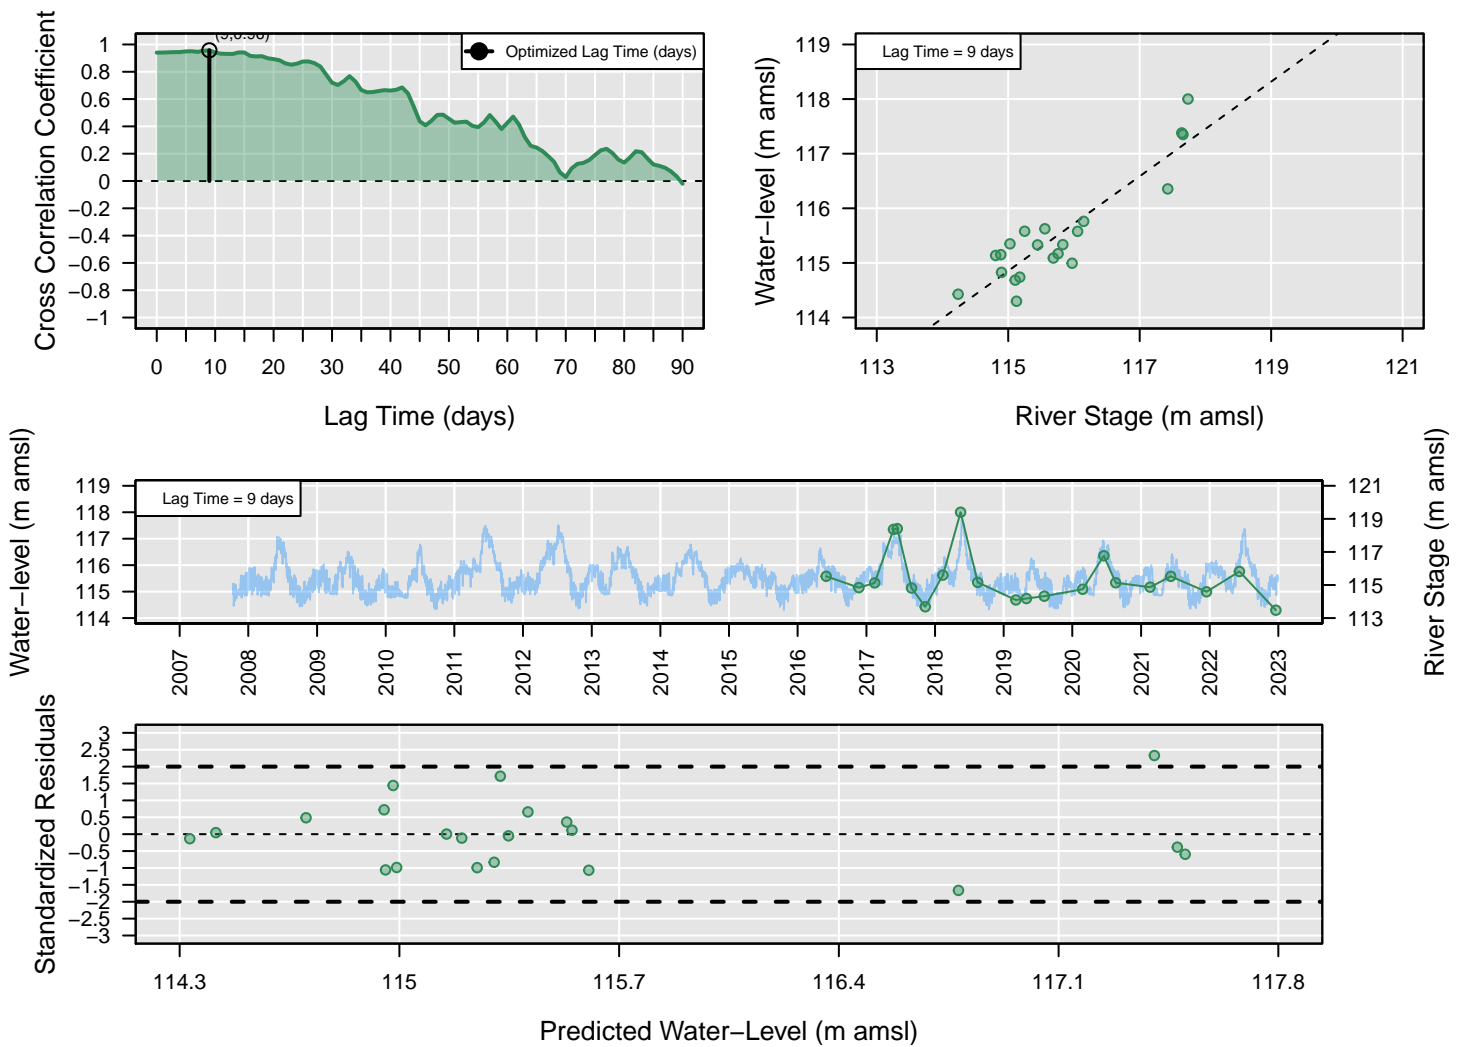 Cross Correlation Coefficient
1
0.8
0.6
0.4
0.2
0
−0.2
−0.4
−0.6
−0.8
−1
Optimized Lag Time (days)
0 10 20 30 40 50 60 70 80 90
Lag Time (days)
Water−level (m amsl)
119
118
117
116
115
114
Lag Time = 9 days
113 115 117 119 121
River Stage (m amsl)
Water−level (m amsl)
119
118
117
116
115
114
Lag Time = 9 days
121
119
117
115
113
River Stage (m amsl)
2007 2008 2009 2010 2011 2012 2013 2014 2015 2016 2017 2018 2019 2020 2021 2022 2023
Standardized Residuals
3
2.5
2
1.5
1
0.5
0
−0.5
−1
−1.5
−2
−2.5
−3
114.3 115 115.7 116.4 117.1 117.8
Predicted Water−Level (m amsl)